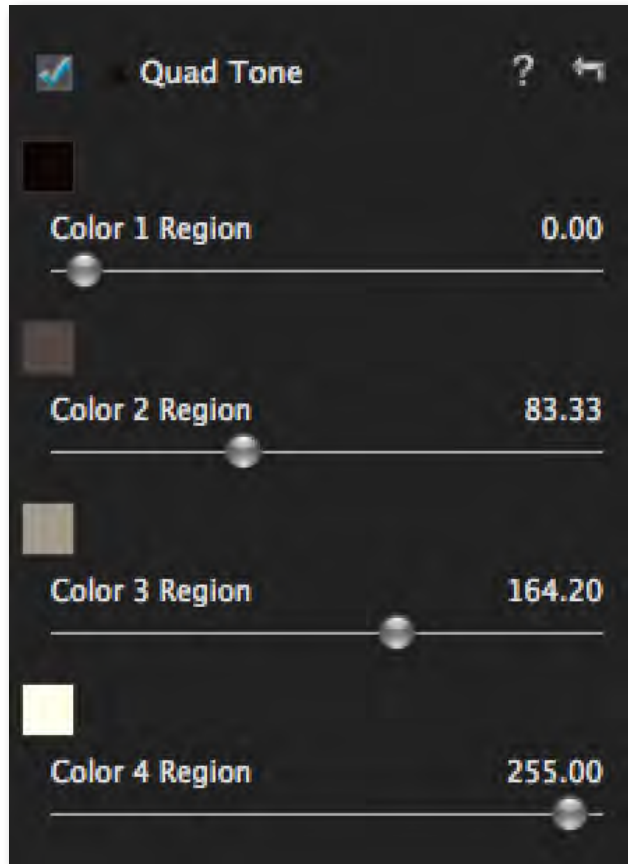 Quad Tone ?
Color 1 Region 0.00
Color 2 Region 83.33
Color 3 Region 164.20
Color 4 Region 255.00